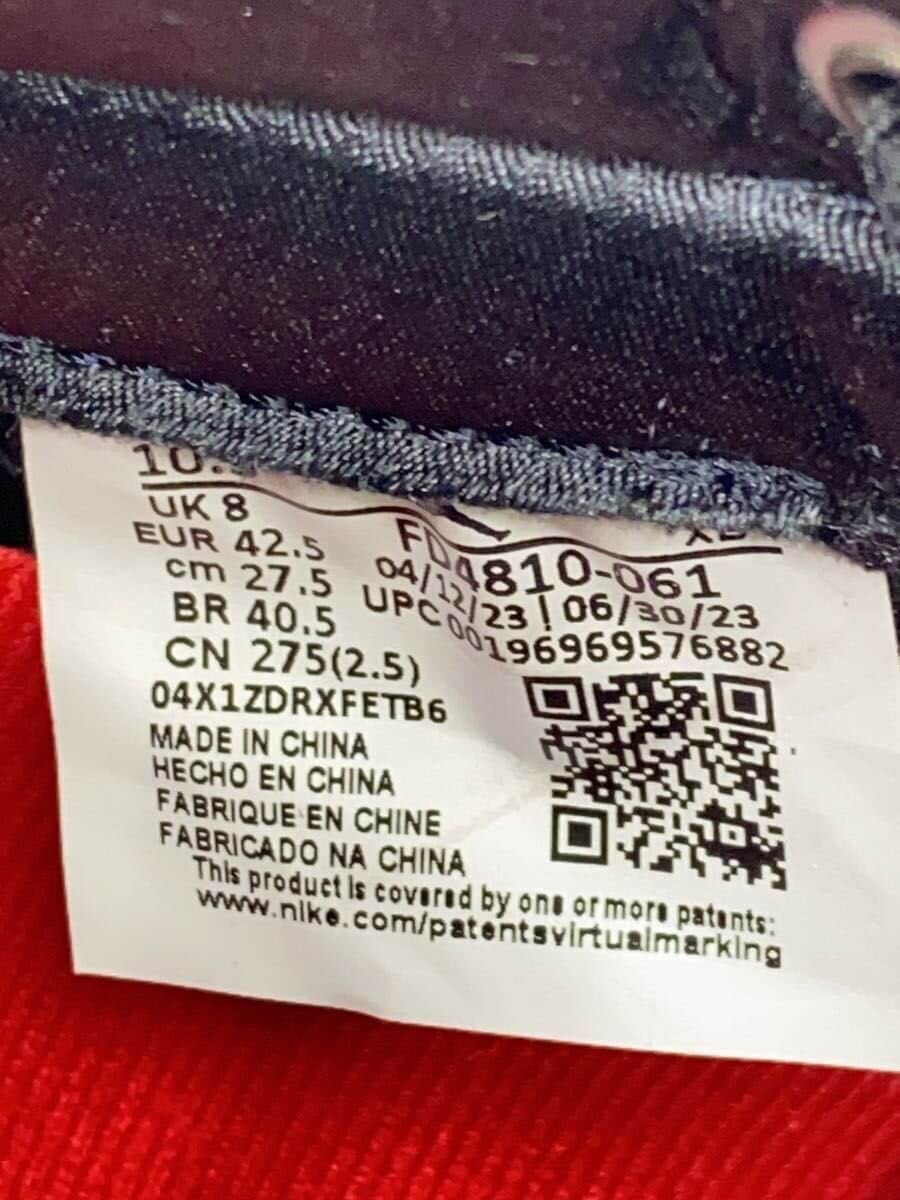 UK 8
EUR 42.5
cm 27.5
BR 40.5
CN 275(2.5)
04X1ZDRXFETB6
FD4810-061
04/12/23 | 06/30/23
UPC 00196969576882
MADE IN CHINA
HECHO EN CHINA
FABRIQUE EN CHINE
FABRICADO NA CHINA
This product is covered by one or more patents:
www.nike.com/patentsvirtualmarking